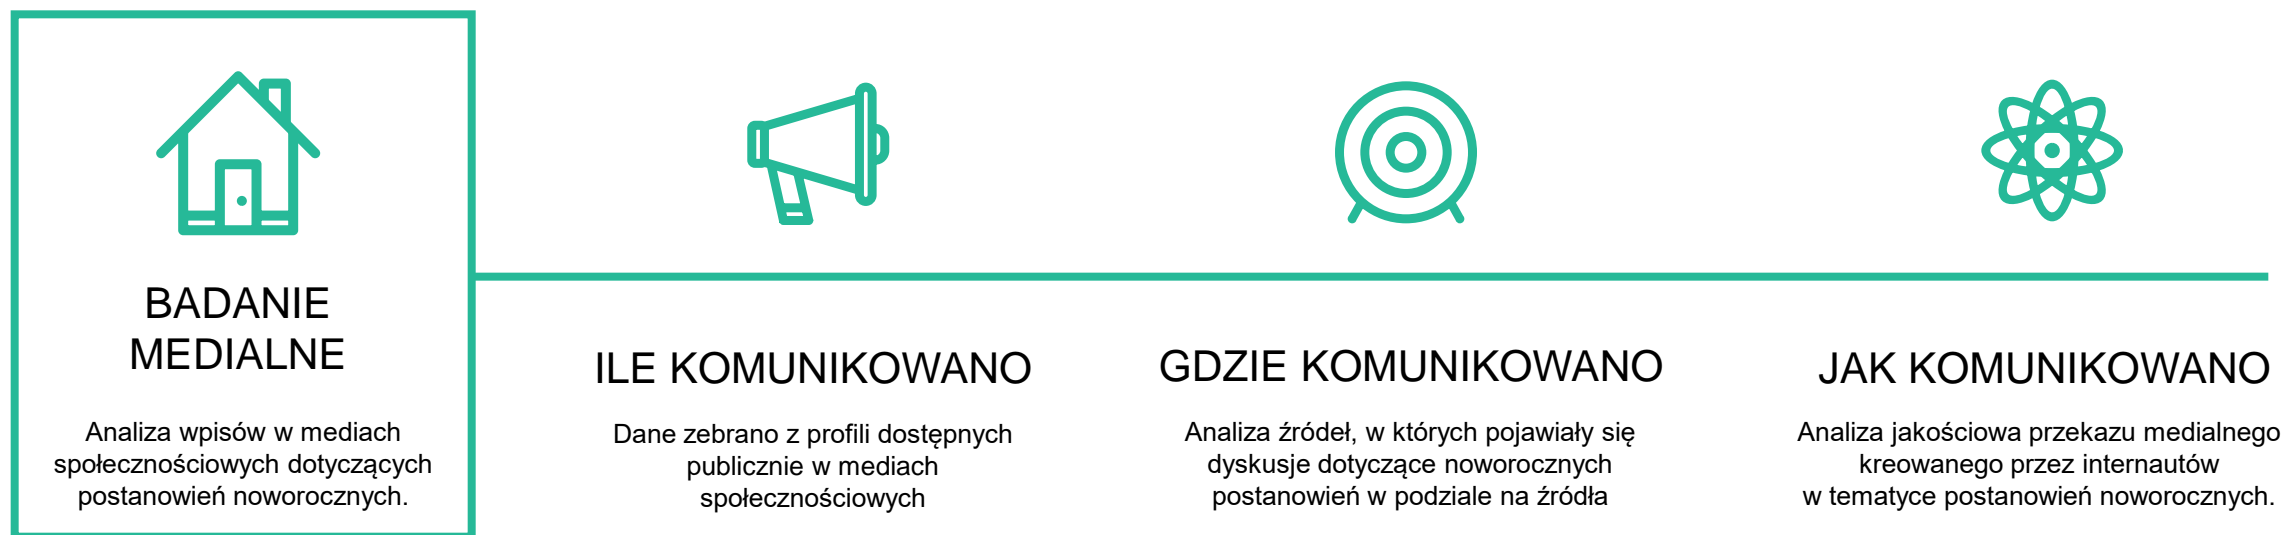 BADANIE
MEDIALNE
Analiza wpisów w mediach
społecznościowych dotyczących
postanowień noworocznych.
ILE KOMUNIKOWANO
Dane zebrano z profili dostępnych
publicznie w mediach
społecznościowych
GDZIE KOMUNIKOWANO
Analiza źródeł, w których pojawiały się
dyskusje dotyczące noworocznych
postanowień w podziale na źródła
JAK KOMUNIKOWANO
Analiza jakościowa przekazu medialnego
kreowanego przez internautów
w tematyce postanowień noworocznych.